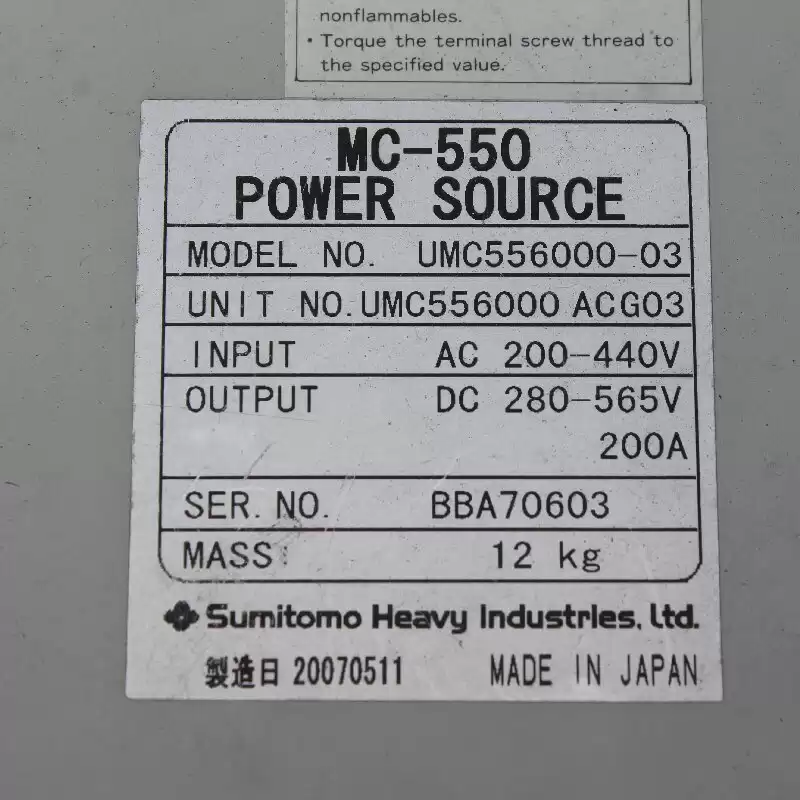 nonflammables.
• Torque the terminal screw thread to
the specified value.
MC-550
POWER SOURCE
MODEL NO. UMC556000-03
UNIT NO. UMC556000 ACG03
INPUT AC 200-440V
OUTPUT DC 280-565V
200A
SER. NO. BBA70603
MASS: 12 kg
Sumitomo Heavy Industries, Ltd.
製造日 20070511 MADE IN JAPAN